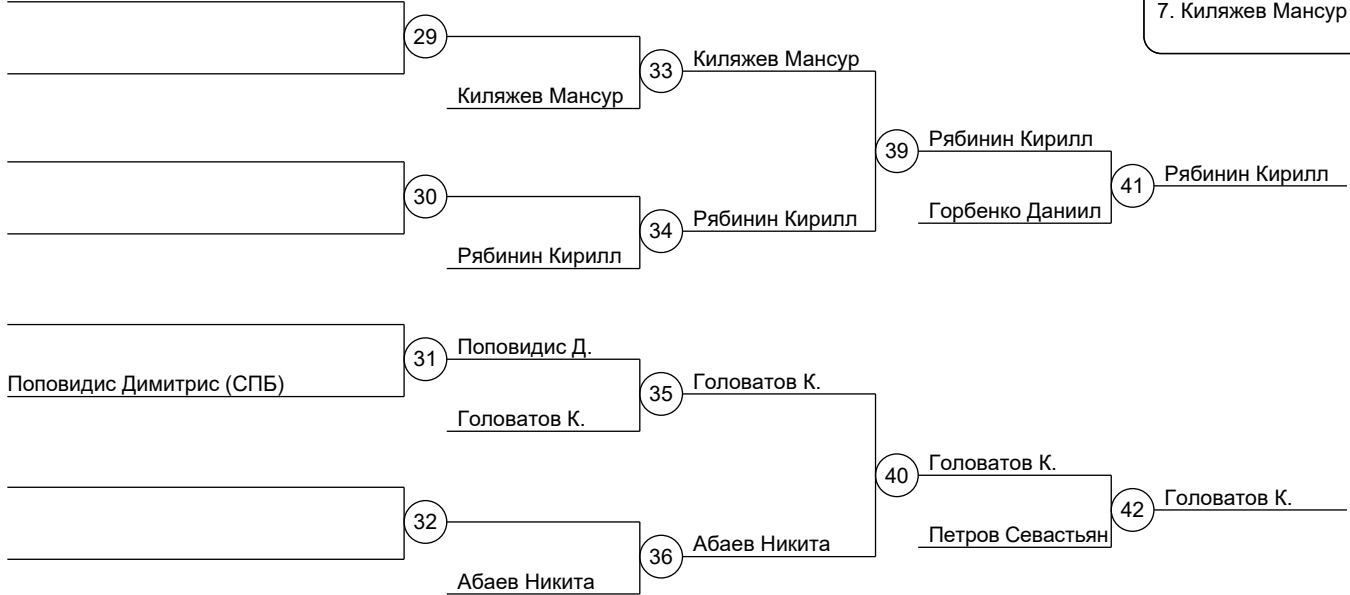 7. Киляжев Мансур
29
33
Киляжев Мансур
Киляжев Мансур
39
Рябинин Кирилл
30
41
Рябинин Кирилл
Горбенко Даниил
34
Рябинин Кирилл
Рябинин Кирилл
31
Поповидис Д.
Поповидис Димитрис (СПБ)
35
Головатов К.
Головатов К.
40
Головатов К.
32
42
Головатов К.
Петров Севастьян
36
Абаев Никита
Абаев Никита